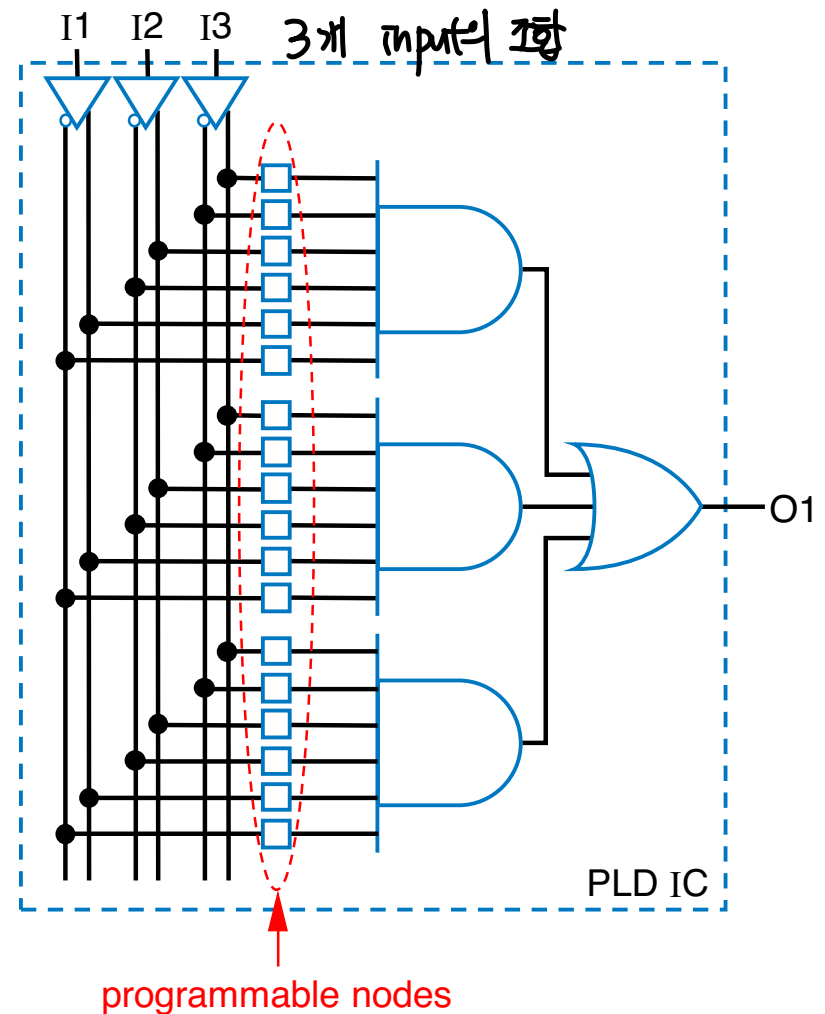 I1 I2 I3 3개 input의 조합
O1
PLD IC
programmable nodes